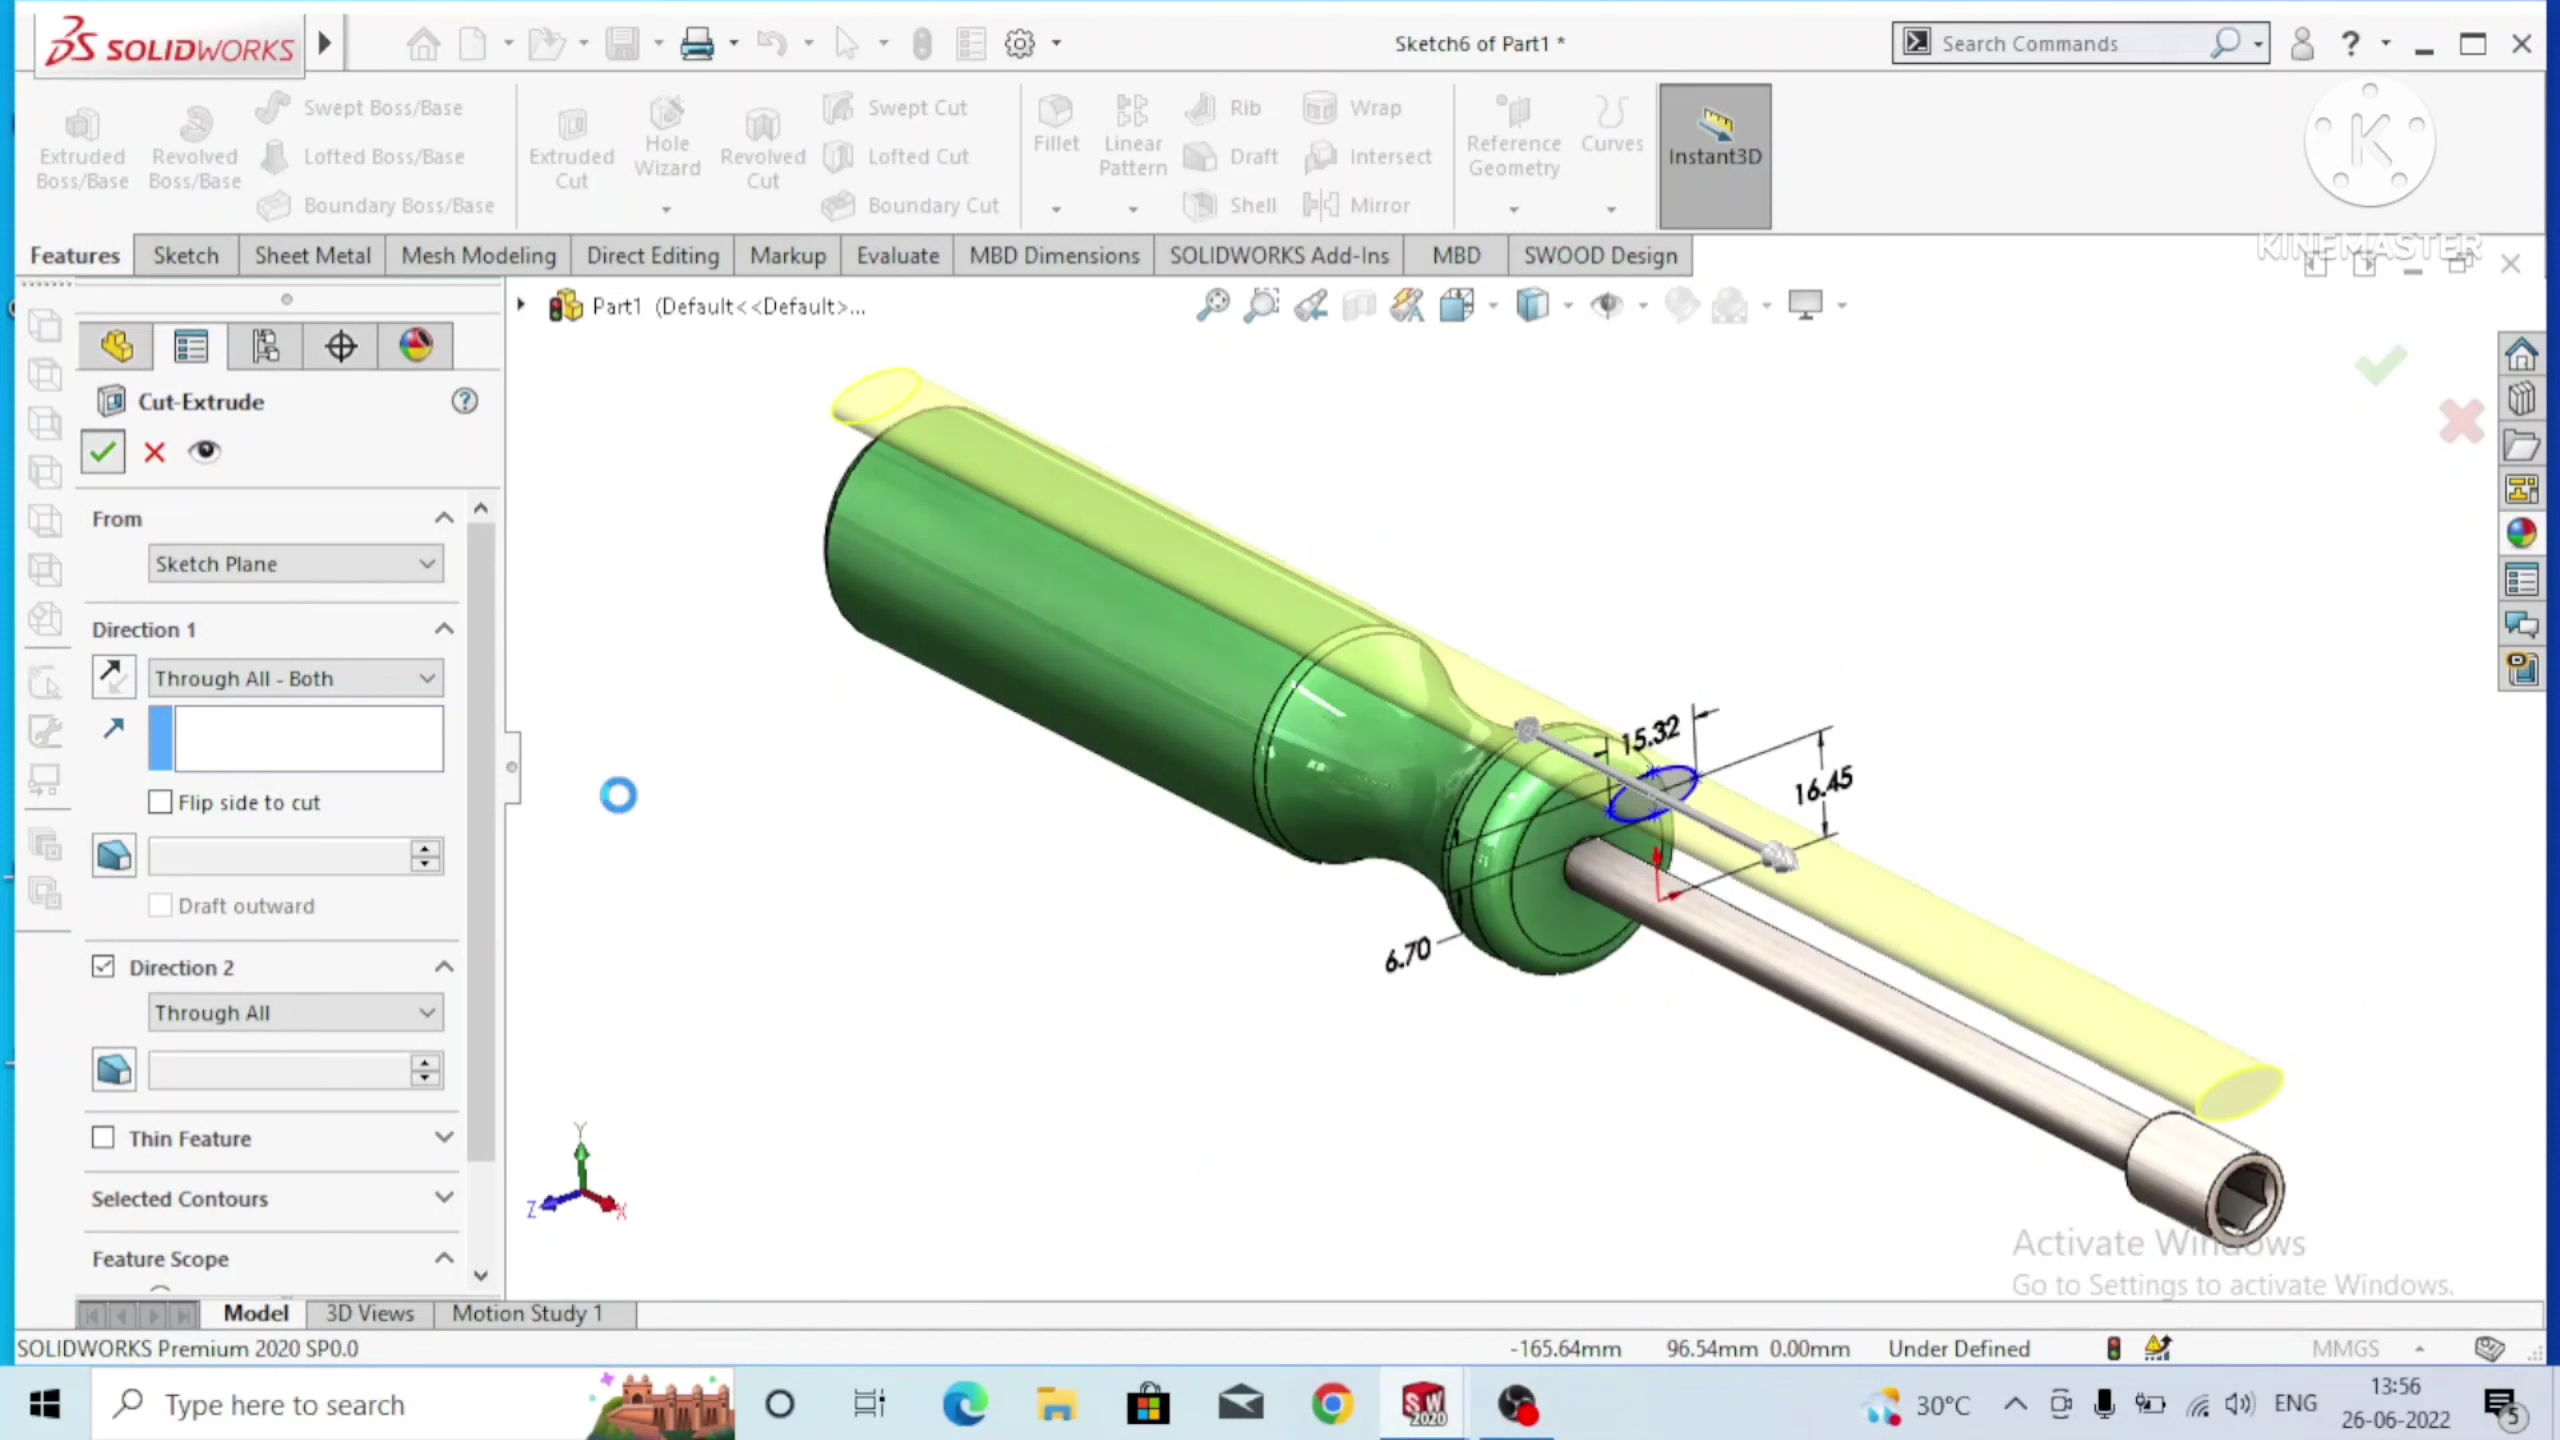 SOLIDWORKS
Sketch6 of Part1 *
Search Commands
?
Extruded Boss/Base
Revolved Boss/Base
Swept Boss/Base
Lofted Boss/Base
Boundary Boss/Base
Extruded Cut
Hole Wizard
Revolved Cut
Swept Cut
Lofted Cut
Boundary Cut
Fillet
Linear Pattern
Rib
Draft
Shell
Wrap
Intersect
Mirror
Reference Geometry
Curves
Instant3D
K
KINEMASTER
Features
Sketch
Sheet Metal
Mesh Modeling
Direct Editing
Markup
Evaluate
MBD Dimensions
SOLIDWORKS Add-Ins
MBD
SWOOD Design
Part1 (Default<<Default>...
Cut-Extrude
?
From
Sketch Plane
Direction 1
Through All - Both
Flip side to cut
Draft outward
Direction 2
Through All
Thin Feature
Selected Contours
Feature Scope
15.32
16.45
6.70
Y
Z
X
Activate Windows
Go to Settings to activate Windows.
Model
3D Views
Motion Study 1
SOLIDWORKS Premium 2020 SP0.0
-165.64mm
96.54mm 0.00mm
Under Defined
MMGS
Type here to search
SW
2020
30°C
ENG
13:56
26-06-2022
5